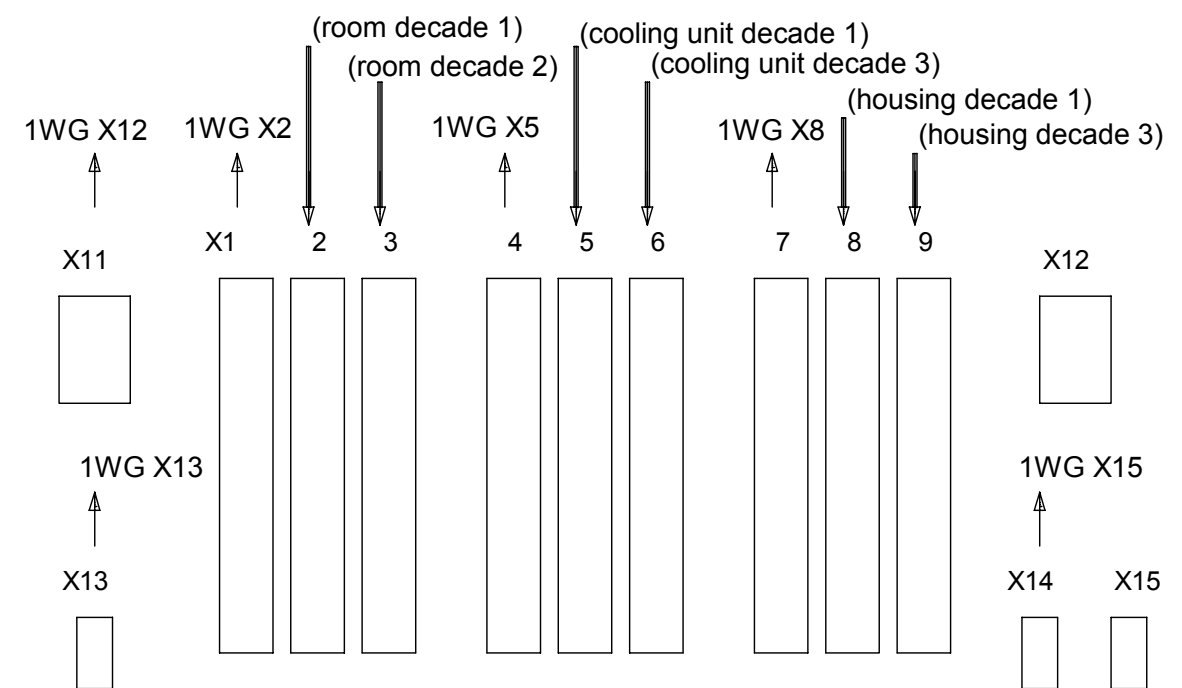 (room decade 1)
(cooling unit decade 1)
(room decade 2)
(cooling unit decade 3)
(housing decade 1)
1WG X12
1WG X2
1WG X5
1WG X8
(housing decade 3)
X1 2 3 4 5 6 7 8 9
X11
X12
1WG X13
1WG X15
X13
X14
X15